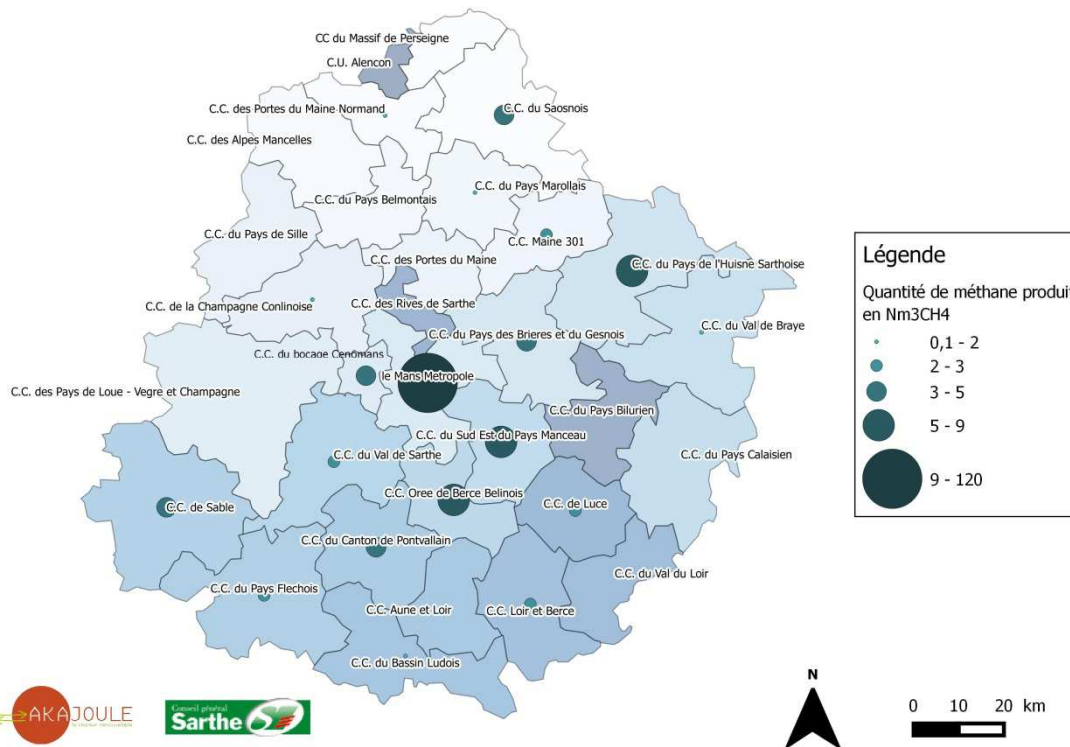 CC du Massif de Perseigne
C.U. Alencon
C.C. des Portes du Maine Normand
C.C. du Saosnois
C.C. des Alpes Mancelles
C.C. du Pays Marollais
C.C. du Pays Belmontais
C.C. du Pays de Sille
C.C. Maine 301
C.C. des Portes du Maine
C.C. du Pays de l'Huisne Sarthoise
C.C. de la Champagne Conlinoise
C.C. des Rives de Sarthe
C.C. du Pays des Brieres et du Gesnois
C.C. du Val de Braye
C.C. du bocage Cenomans
le Mans Metropole
C.C. des Pays de Loue - Vegre et Champagne
C.C. du Pays Bilurien
C.C. du Sud Est du Pays Manceau
C.C. du Val de Sarthe
C.C. du Pays Calaisien
C.C. Oree de Berce Belinois
C.C. de Sable
C.C. de Luce
C.C. du Canton de Pontvallain
C.C. du Val du Loir
C.C. du Pays Flechois
C.C. Aune et Loir
C.C. Loir et Berce
C.C. du Bassin Ludois
Légende
Quantité de méthane produit
en Nm3CH4
0,1 - 2
2 - 3
3 - 5
5 - 9
9 - 120
AKAJOULE
Conseil général
Sarthe
N
0 10 20 km